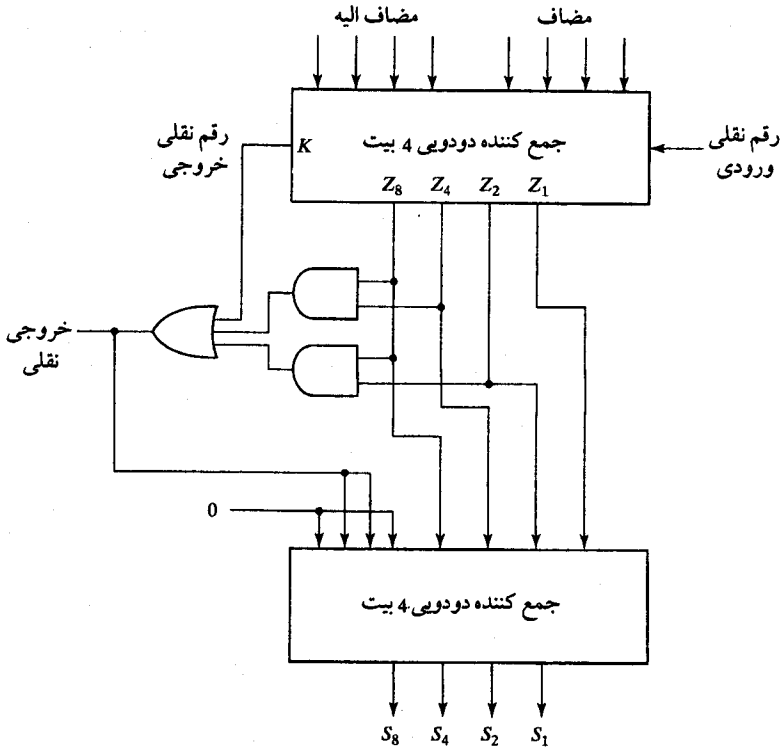 مضاف الیه
مضاف
رقم نقلی
خروجی
K
جمع کننده دودویی 4 بیت
رقم نقلی
ورودی
Z8 Z4 Z2 Z1
خروجی
نقلی
0
جمع کننده دودویی 4 بیت
S8 S4 S2 S1